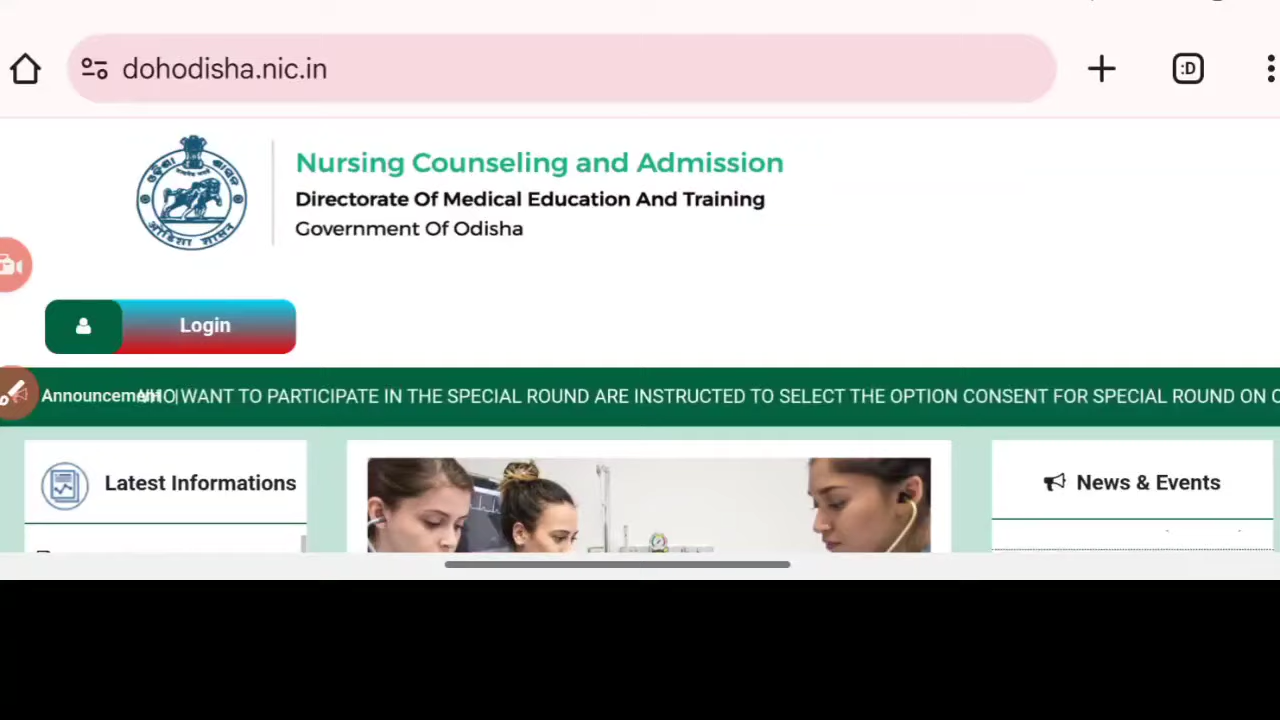 dohodisha.nic.in
:D
Nursing Counseling and Admission
Directorate Of Medical Education And Training
Government Of Odisha
Login
Announcement WHO WANT TO PARTICIPATE IN THE SPECIAL ROUND ARE INSTRUCTED TO SELECT THE OPTION CONSENT FOR SPECIAL ROUND ON
Latest Informations
News & Events